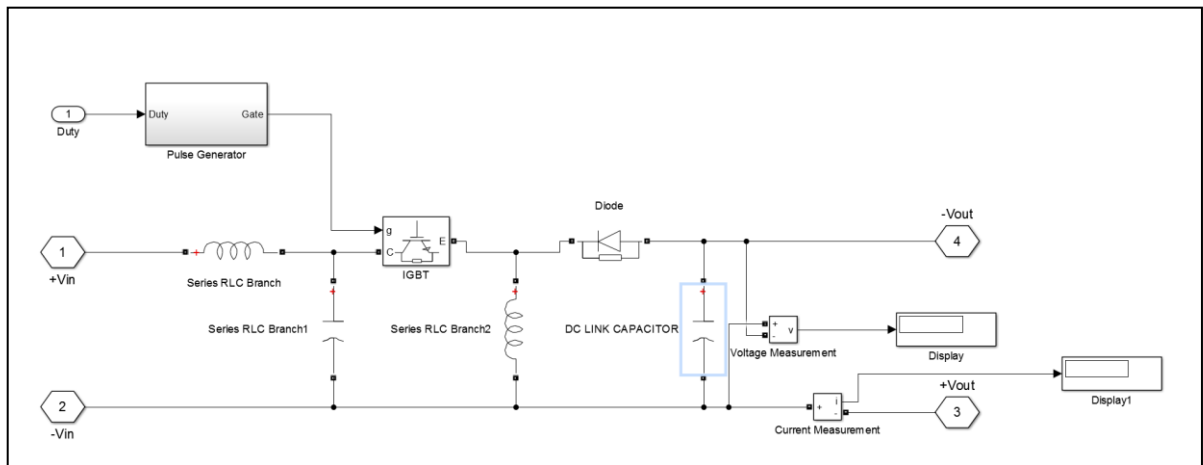 1
Duty
Duty
Gate
Pulse Generator
Diode
-Vout
4
1
+Vin
Series RLC Branch
g
C
E
IGBT
Series RLC Branch1
Series RLC Branch2
DC LINK CAPACITOR
+
-
v
Voltage Measurement
Display
Display1
2
-Vin
+
i
-
Current Measurement
+Vout
3